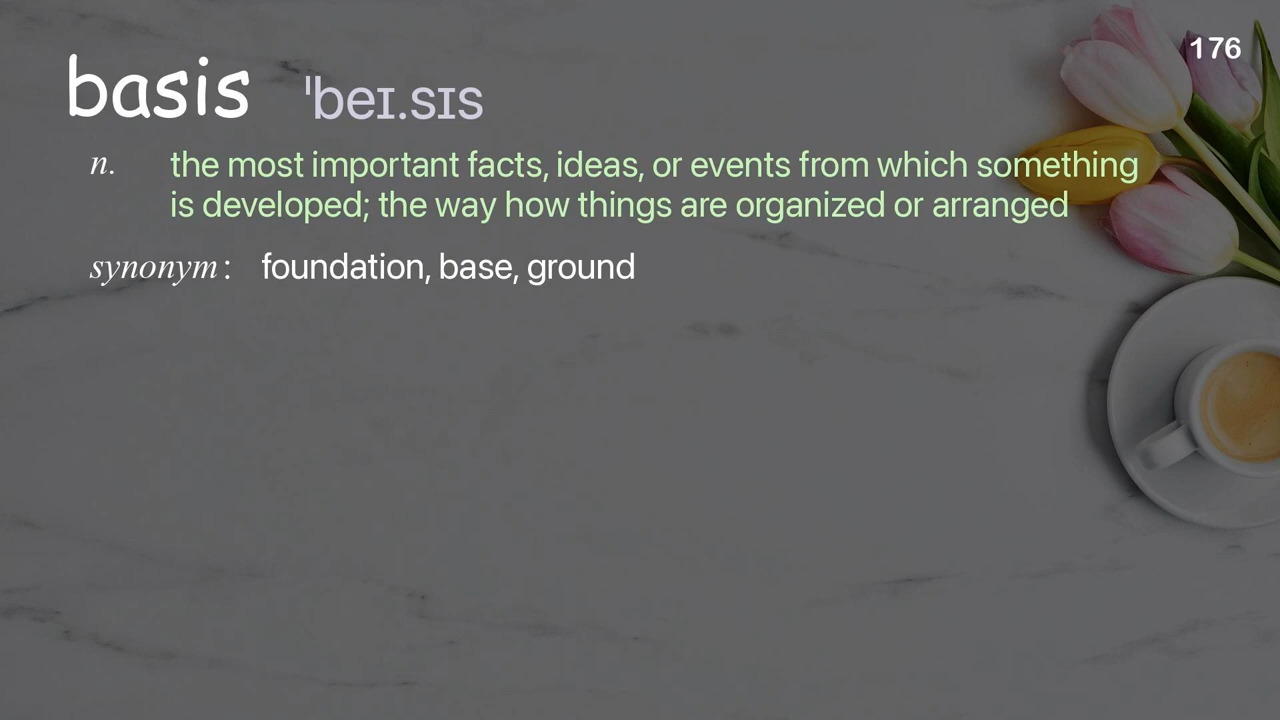 176
basis ˈbeɪ.sɪs
n. the most important facts, ideas, or events from which something
is developed; the way how things are organized or arranged
synonym: foundation, base, ground